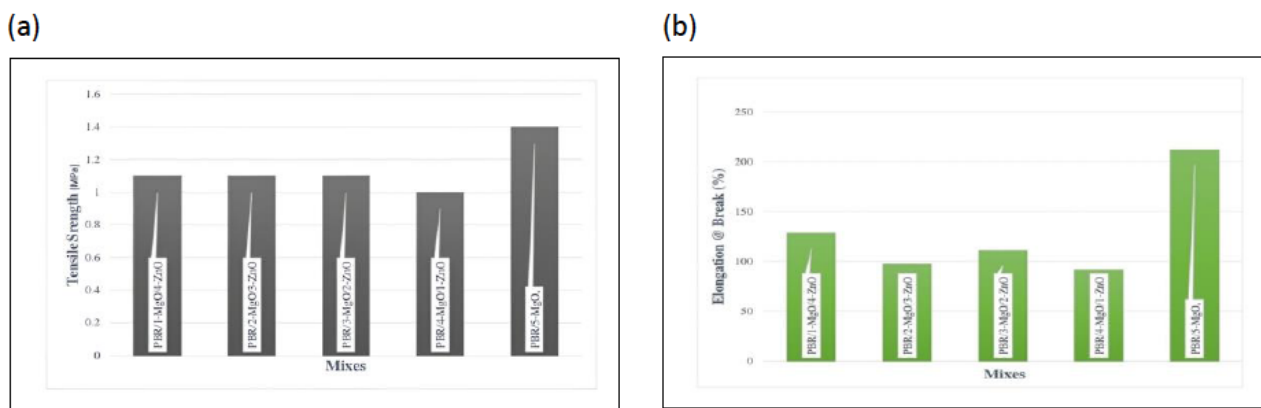 (a)
(b)
Tensile Srength [MPa]
1.6
1.4
1.2
1
0.8
0.6
0.4
0.2
0
PBR/1-MgO/4-ZnO
PBR/2-MgO/3-ZnO
PBR/3-MgO/2-ZnO
PBR/4-MgO/1-ZnO
PBR/5-MgO,
Mixes
Elongation @ Break (%)
250
200
150
100
50
0
PBR/1-MgO/4-ZnO
PBR/2-MgO/3-ZnO
PBR/3-MgO/2-ZnO
PBR/4-MgO/1-ZnO
PBR/5-MgO,
Mixes